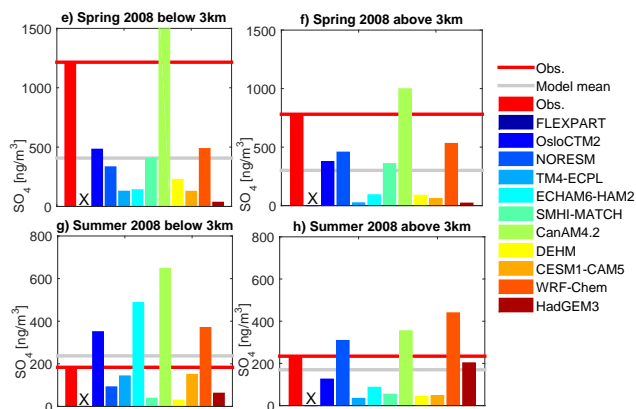 e) Spring 2008 below 3km
1500
1000
500
0
SO4 [ng/m3]
X
f) Spring 2008 above 3km
1500
1000
500
0
SO4 [ng/m3]
X
g) Summer 2008 below 3km
800
600
400
200
0
SO4 [ng/m3]
X
h) Summer 2008 above 3km
800
600
400
200
0
SO4 [ng/m3]
X
Obs.
Model mean
Obs.
FLEXPART
OsloCTM2
NORESM
TM4-ECPL
ECHAM6-HAM2
SMHI-MATCH
CanAM4.2
DEHM
CESM1-CAM5
WRF-Chem
HadGEM3